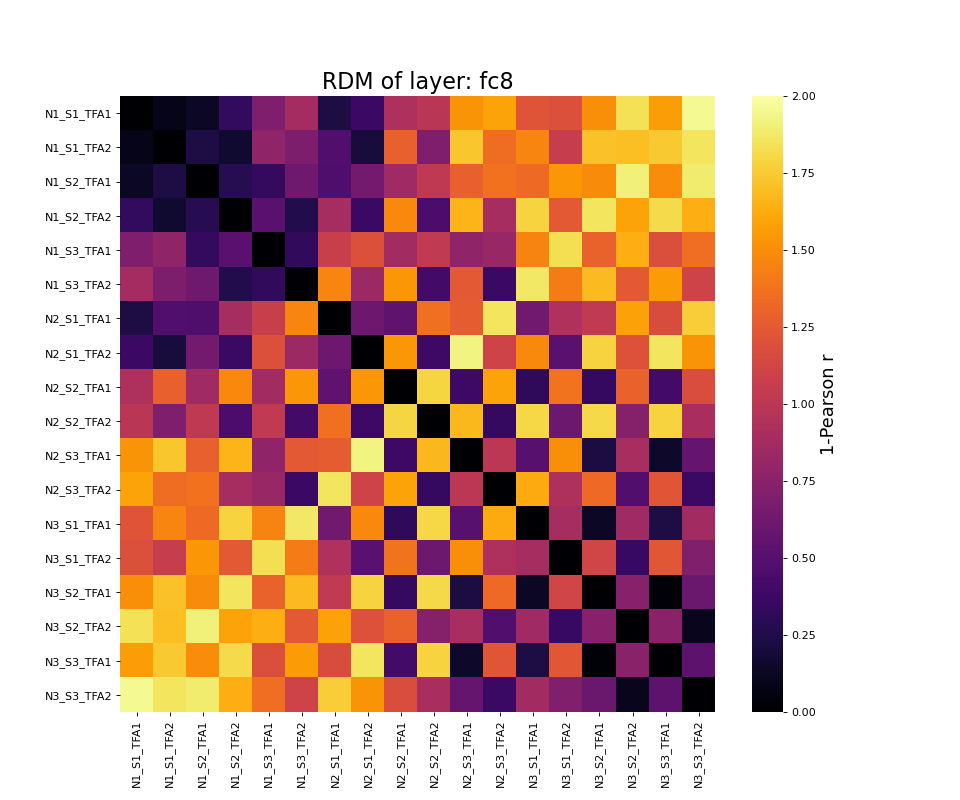 RDM of layer: fc8
N1_S1_TFA1
N1_S1_TFA2
N1_S2_TFA1
N1_S2_TFA2
N1_S3_TFA1
N1_S3_TFA2
N2_S1_TFA1
N2_S1_TFA2
N2_S2_TFA1
N2_S2_TFA2
N2_S3_TFA1
N2_S3_TFA2
N3_S1_TFA1
N3_S1_TFA2
N3_S2_TFA1
N3_S2_TFA2
N3_S3_TFA1
N3_S3_TFA2
N1_S1_TFA1
N1_S1_TFA2
N1_S2_TFA1
N1_S2_TFA2
N1_S3_TFA1
N1_S3_TFA2
N2_S1_TFA1
N2_S1_TFA2
N2_S2_TFA1
N2_S2_TFA2
N2_S3_TFA1
N2_S3_TFA2
N3_S1_TFA1
N3_S1_TFA2
N3_S2_TFA1
N3_S2_TFA2
N3_S3_TFA1
N3_S3_TFA2
2.00
1.75
1.50
1.25
1.00
0.75
0.50
0.25
0.00
1-Pearson r